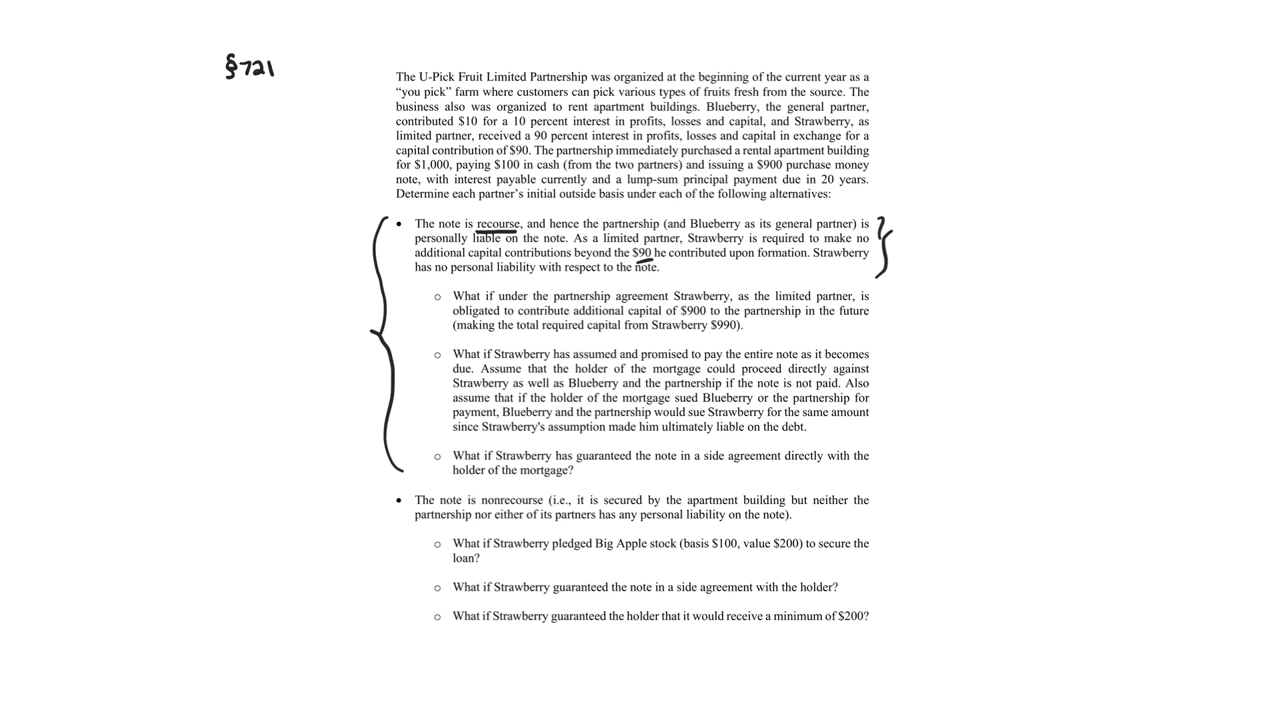 §721
The U-Pick Fruit Limited Partnership was organized at the beginning of the current year as a
“you pick” farm where customers can pick various types of fruits fresh from the source. The
business also was organized to rent apartment buildings. Blueberry, the general partner,
contributed $10 for a 10 percent interest in profits, losses and capital, and Strawberry, as
limited partner, received a 90 percent interest in profits, losses and capital in exchange for a
capital contribution of $90. The partnership immediately purchased a rental apartment building
for $1,000, paying $100 in cash (from the two partners) and issuing a $900 purchase money
note, with interest payable currently and a lump-sum principal payment due in 20 years.
Determine each partner’s initial outside basis under each of the following alternatives:
• The note is recourse, and hence the partnership (and Blueberry as its general partner) is
personally liable on the note. As a limited partner, Strawberry is required to make no
additional capital contributions beyond the $90 he contributed upon formation. Strawberry
has no personal liability with respect to the note.
o What if under the partnership agreement Strawberry, as the limited partner, is
obligated to contribute additional capital of $900 to the partnership in the future
(making the total required capital from Strawberry $990).
o What if Strawberry has assumed and promised to pay the entire note as it becomes
due. Assume that the holder of the mortgage could proceed directly against
Strawberry as well as Blueberry and the partnership if the note is not paid. Also
assume that if the holder of the mortgage sued Blueberry or the partnership for
payment, Blueberry and the partnership would sue Strawberry for the same amount
since Strawberry's assumption made him ultimately liable on the debt.
o What if Strawberry has guaranteed the note in a side agreement directly with the
holder of the mortgage?
• The note is nonrecourse (i.e., it is secured by the apartment building but neither the
partnership nor either of its partners has any personal liability on the note).
o What if Strawberry pledged Big Apple stock (basis $100, value $200) to secure the
loan?
o What if Strawberry guaranteed the note in a side agreement with the holder?
o What if Strawberry guaranteed the holder that it would receive a minimum of $200?